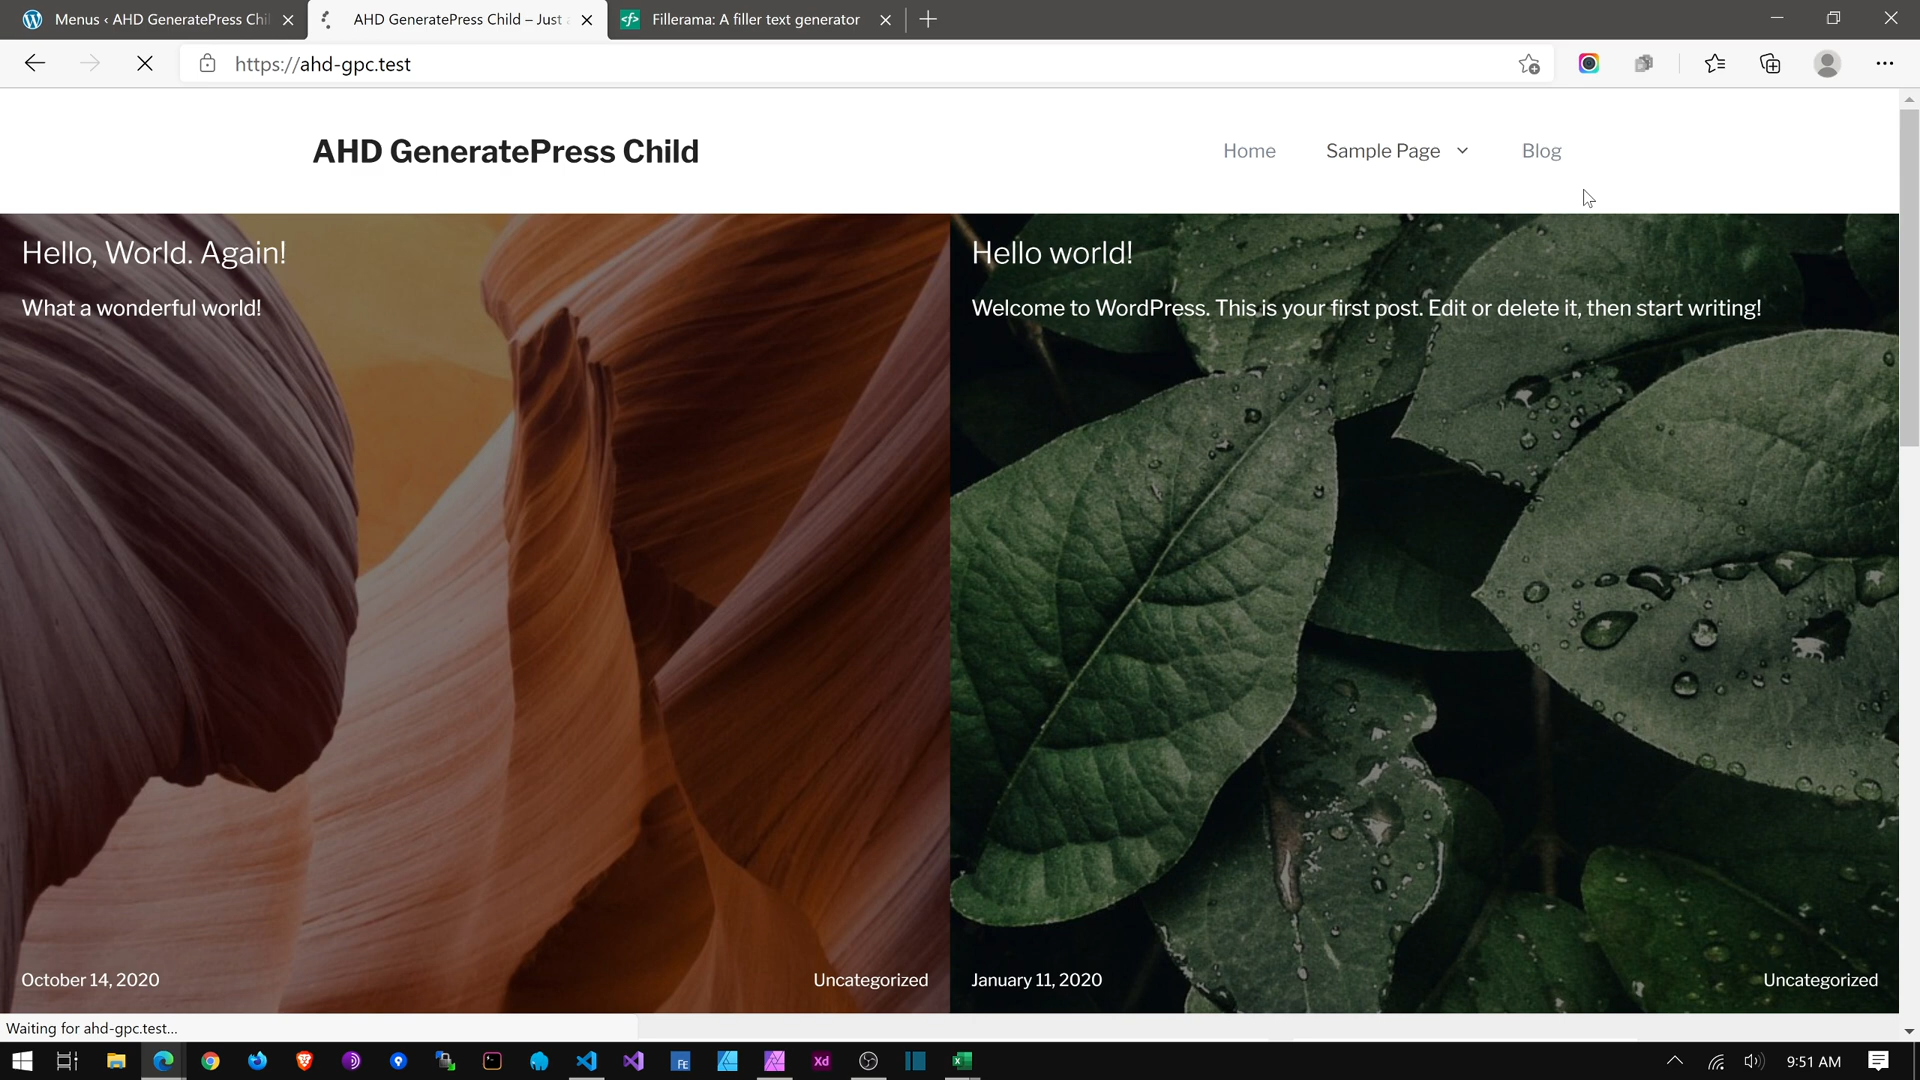 Menus ‹ AHD GeneratePress Chi
AHD GeneratePress Child – Just a
Fillerama: A filler text generator
https://ahd-gpc.test
AHD GeneratePress Child
Home
Sample Page
Blog
Hello, World. Again!
What a wonderful world!
October 14, 2020
Uncategorized
Hello world!
Welcome to WordPress. This is your first post. Edit or delete it, then start writing!
January 11, 2020
Uncategorized
Waiting for ahd-gpc.test...
FE
Xd
9:51 AM